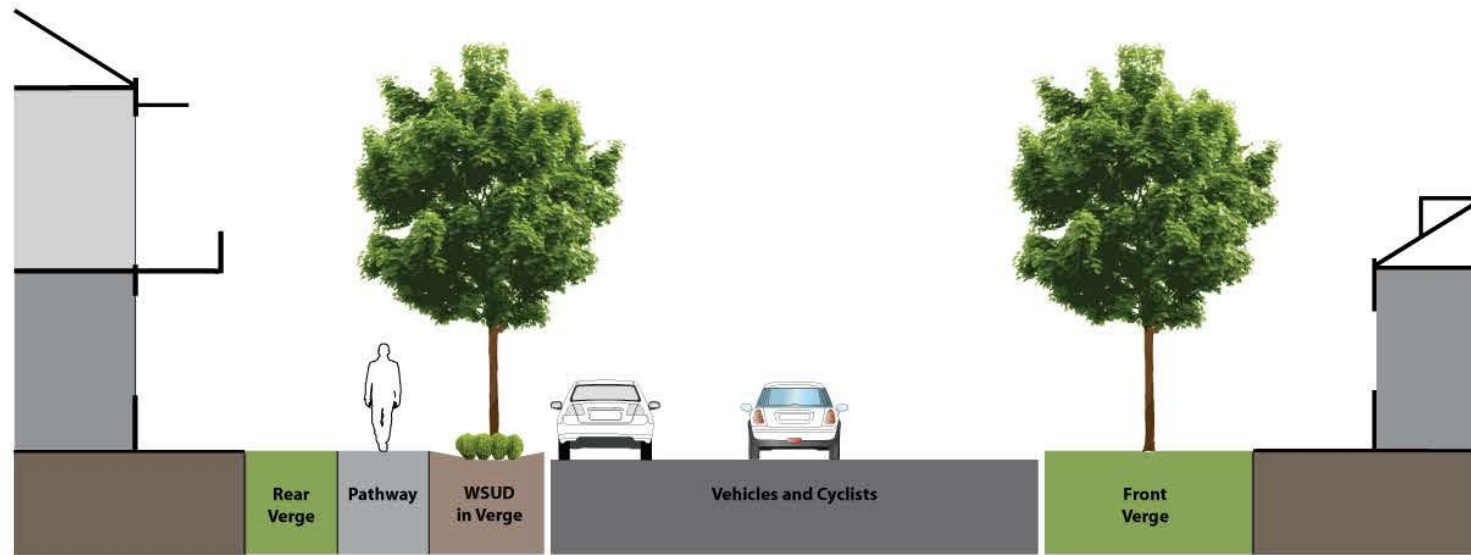 Rear
Verge
Pathway
WSUD
in Verge
Vehicles and Cyclists
Front
Verge